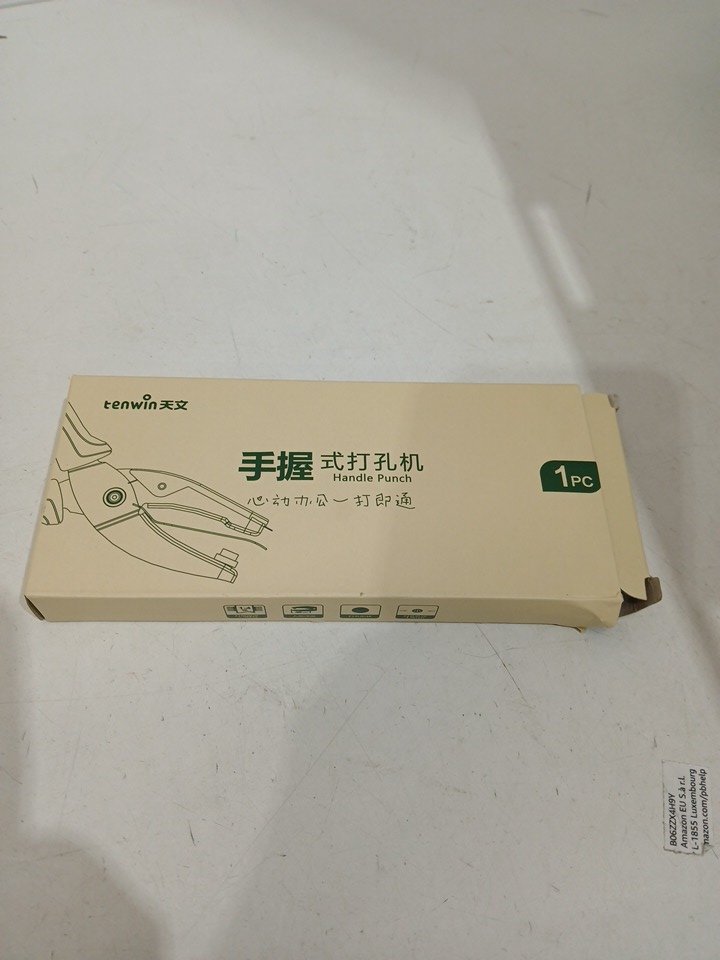 tenwin天文
手握式打孔机
Handle Punch
心动办公一打即通
1PC
B06ZZX4H9Y
Amazon EU S.à r.l.
L-1855 Luxembourg
nazon.com/pbhelp